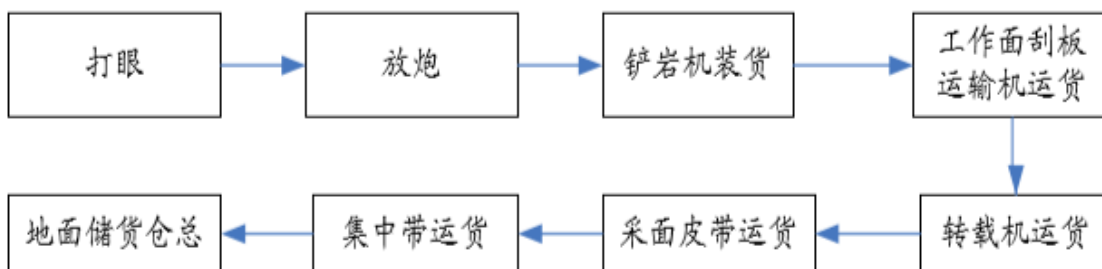 打眼
放炮
铲岩机装货
工作面刮板
运输机运货
转载机运货
采面皮带运货
集中带运货
地面储货仓总